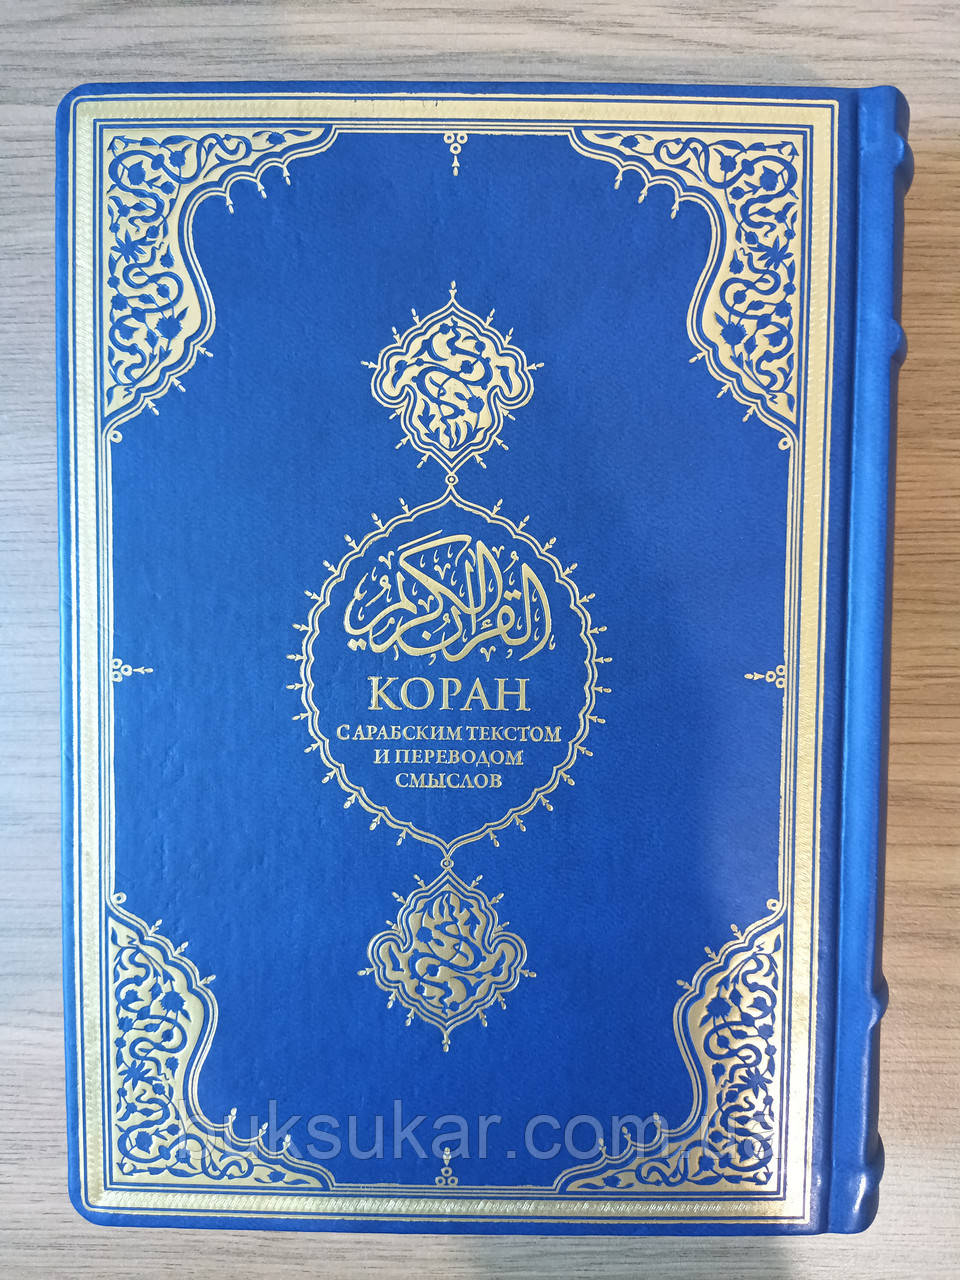 القرآن الكريم
КОРАН
С АРАБСКИМ ТЕКСТОМ
И ПЕРЕВОДОМ
СМЫСЛОВ
buksukar.com.ua